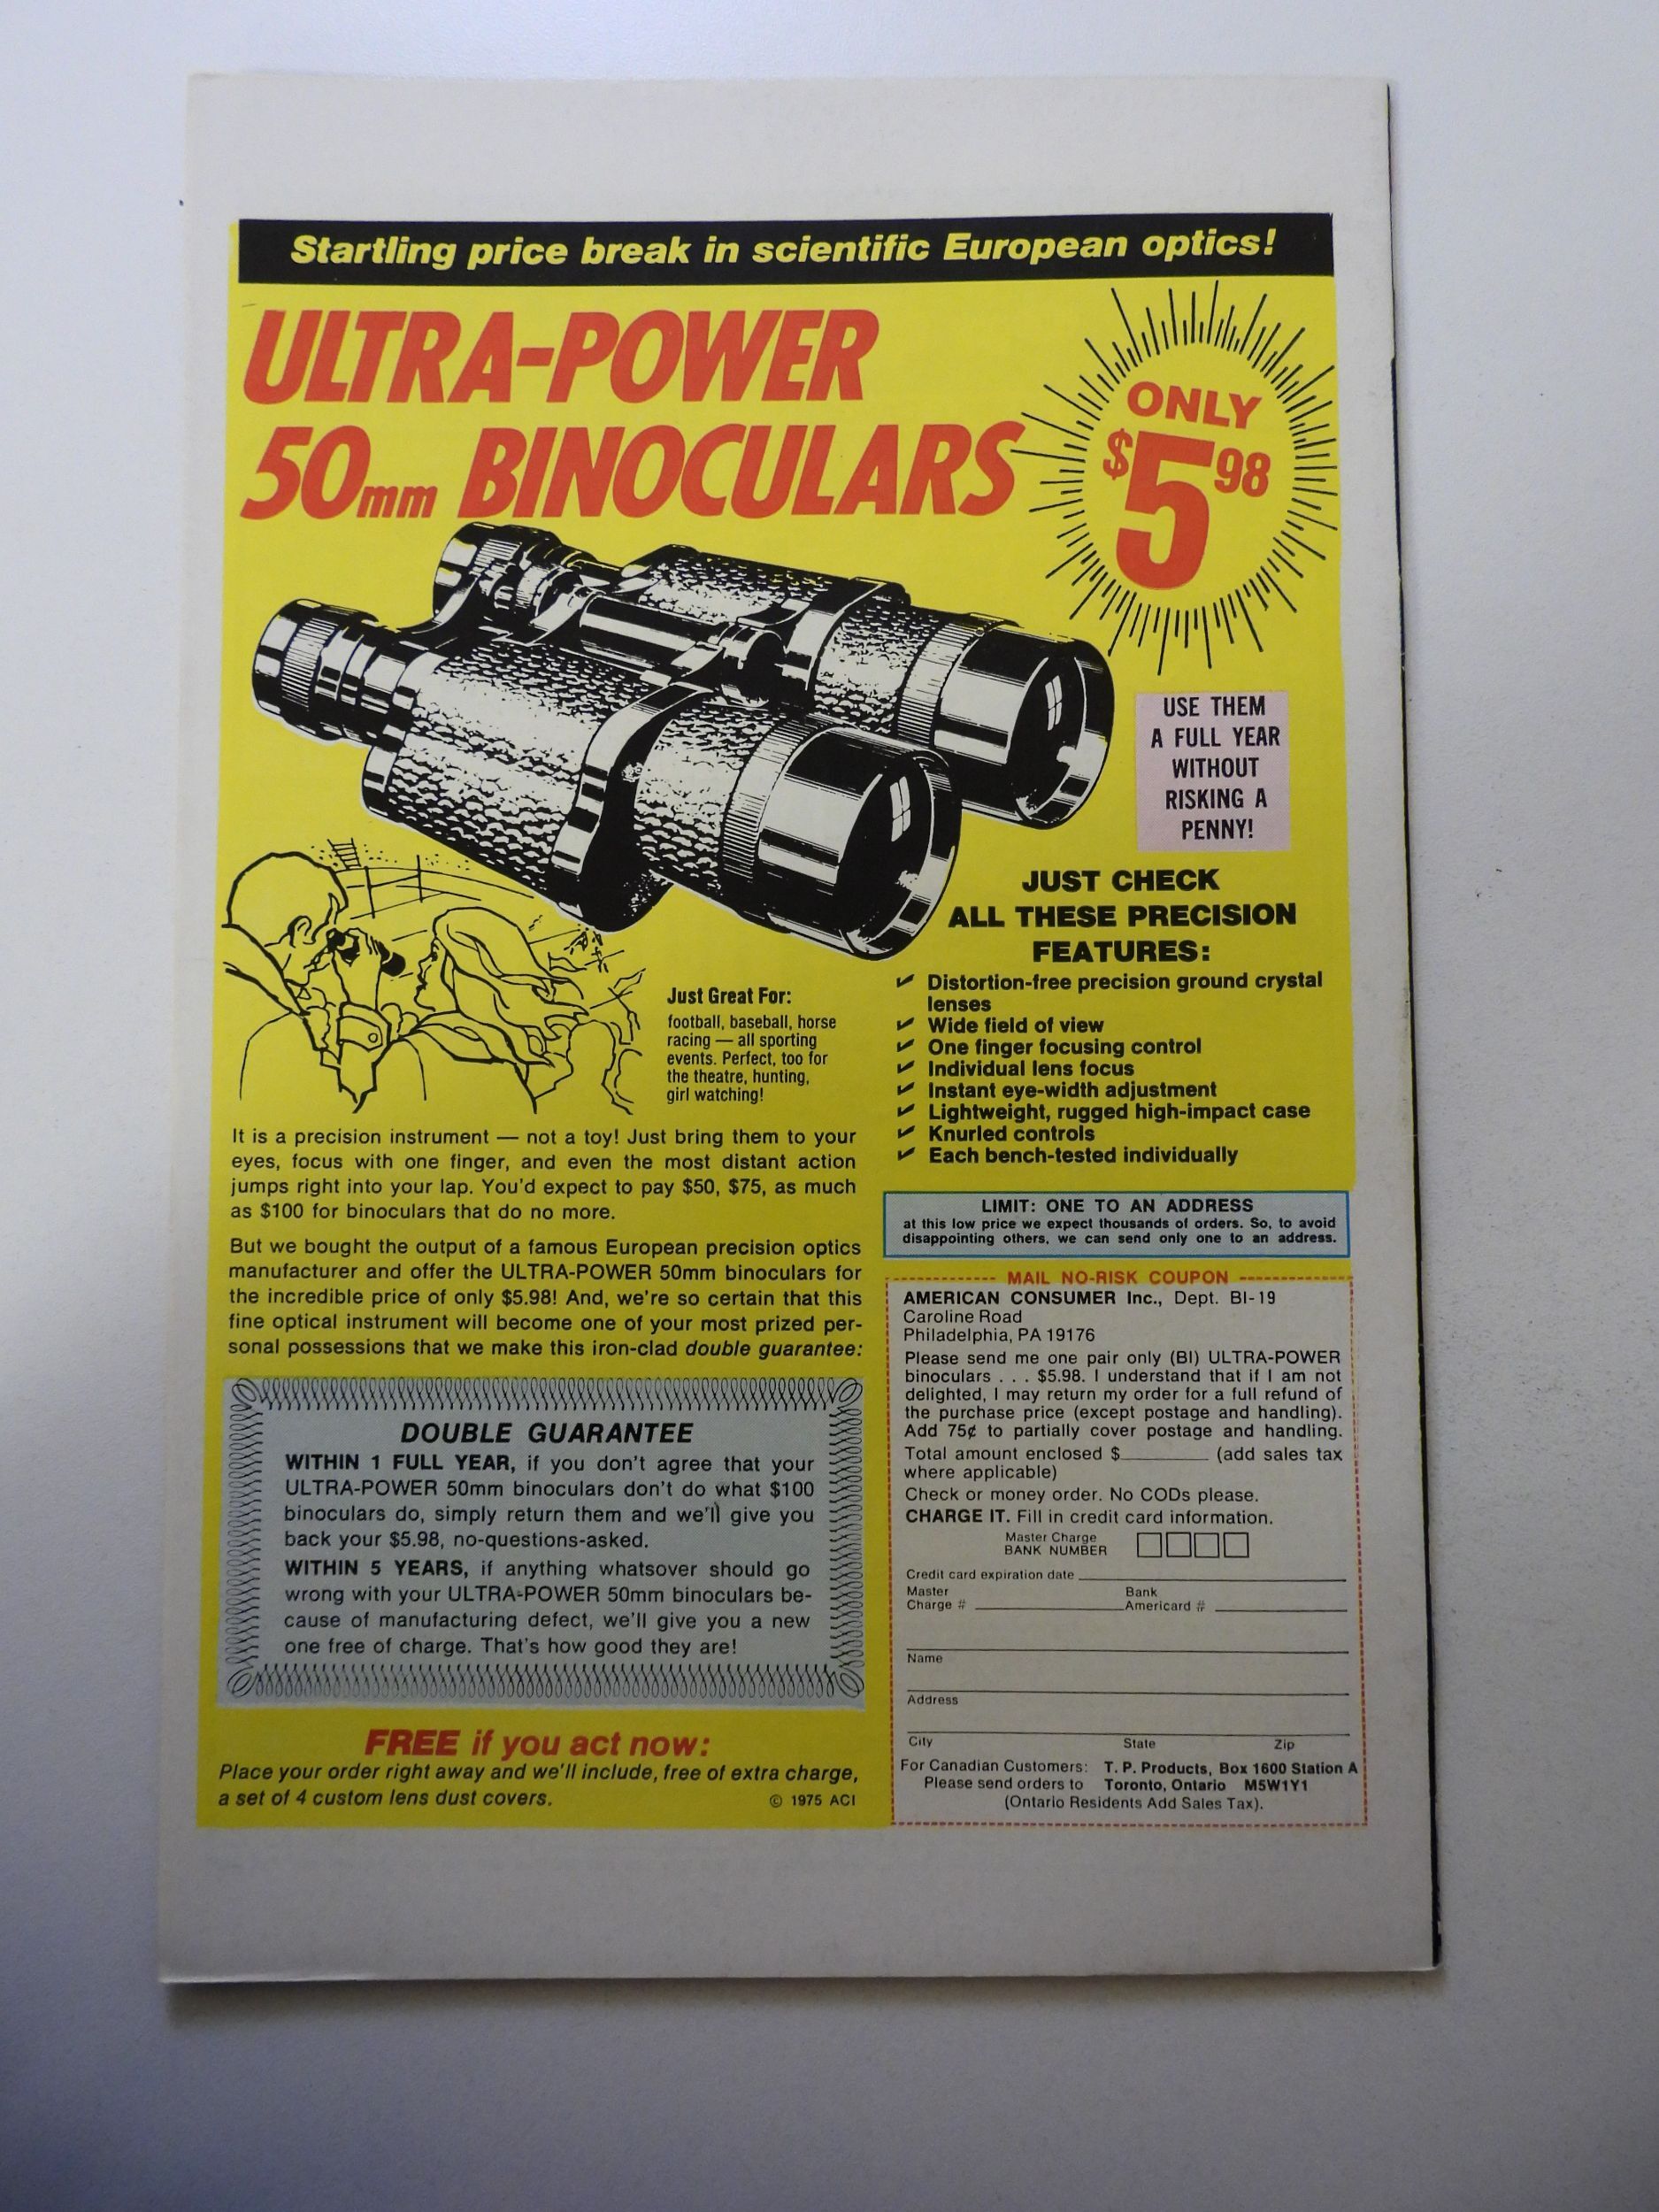 Startling price break in scientific European optics!
ULTRA-POWER
50mm BINOCULARS
ONLY
$5.98
USE THEM
A FULL YEAR
WITHOUT
RISKING A
PENNY!
JUST CHECK
ALL THESE PRECISION
FEATURES:
✔ Distortion-free precision ground crystal
lenses
✔ Wide field of view
✔ One finger focusing control
✔ Individual lens focus
✔ Instant eye-width adjustment
✔ Lightweight, rugged high-impact case
✔ Knurled controls
✔ Each bench-tested individually
Just Great For:
football, baseball, horse
racing — all sporting
events. Perfect, too for
the theatre, hunting,
girl watching!
It is a precision instrument — not a toy! Just bring them to your
eyes, focus with one finger, and even the most distant action
jumps right into your lap. You'd expect to pay $50, $75, as much
as $100 for binoculars that do no more.
But we bought the output of a famous European precision optics
manufacturer and offer the ULTRA-POWER 50mm binoculars for
the incredible price of only $5.98! And, we're so certain that this
fine optical instrument will become one of your most prized per-
sonal possessions that we make this iron-clad double guarantee:
DOUBLE GUARANTEE
WITHIN 1 FULL YEAR, if you don't agree that your
ULTRA-POWER 50mm binoculars don't do what $100
binoculars do, simply return them and we'll give you
back your $5.98, no-questions-asked.
WITHIN 5 YEARS, if anything whatsover should go
wrong with your ULTRA-POWER 50mm binoculars be-
cause of manufacturing defect, we'll give you a new
one free of charge. That's how good they are!
FREE if you act now:
Place your order right away and we'll include, free of extra charge,
a set of 4 custom lens dust covers.
© 1975 ACI
LIMIT: ONE TO AN ADDRESS
at this low price we expect thousands of orders. So, to avoid
disappointing others, we can send only one to an address.
MAIL NO-RISK COUPON
AMERICAN CONSUMER Inc., Dept. BI-19
Caroline Road
Philadelphia, PA 19176
Please send me one pair only (BI) ULTRA-POWER
binoculars . . . $5.98. I understand that if I am not
delighted, I may return my order for a full refund of
the purchase price (except postage and handling).
Add 75¢ to partially cover postage and handling.
Total amount enclosed $________ (add sales tax
where applicable)
Check or money order. No CODs please.
CHARGE IT. Fill in credit card information.
Master Charge
BANK NUMBER
Credit card expiration date
Master Bank
Charge # Americard #
Name
Address
City State Zip
For Canadian Customers: T. P. Products, Box 1600 Station A
Please send orders to Toronto, Ontario M5W1Y1
(Ontario Residents Add Sales Tax).